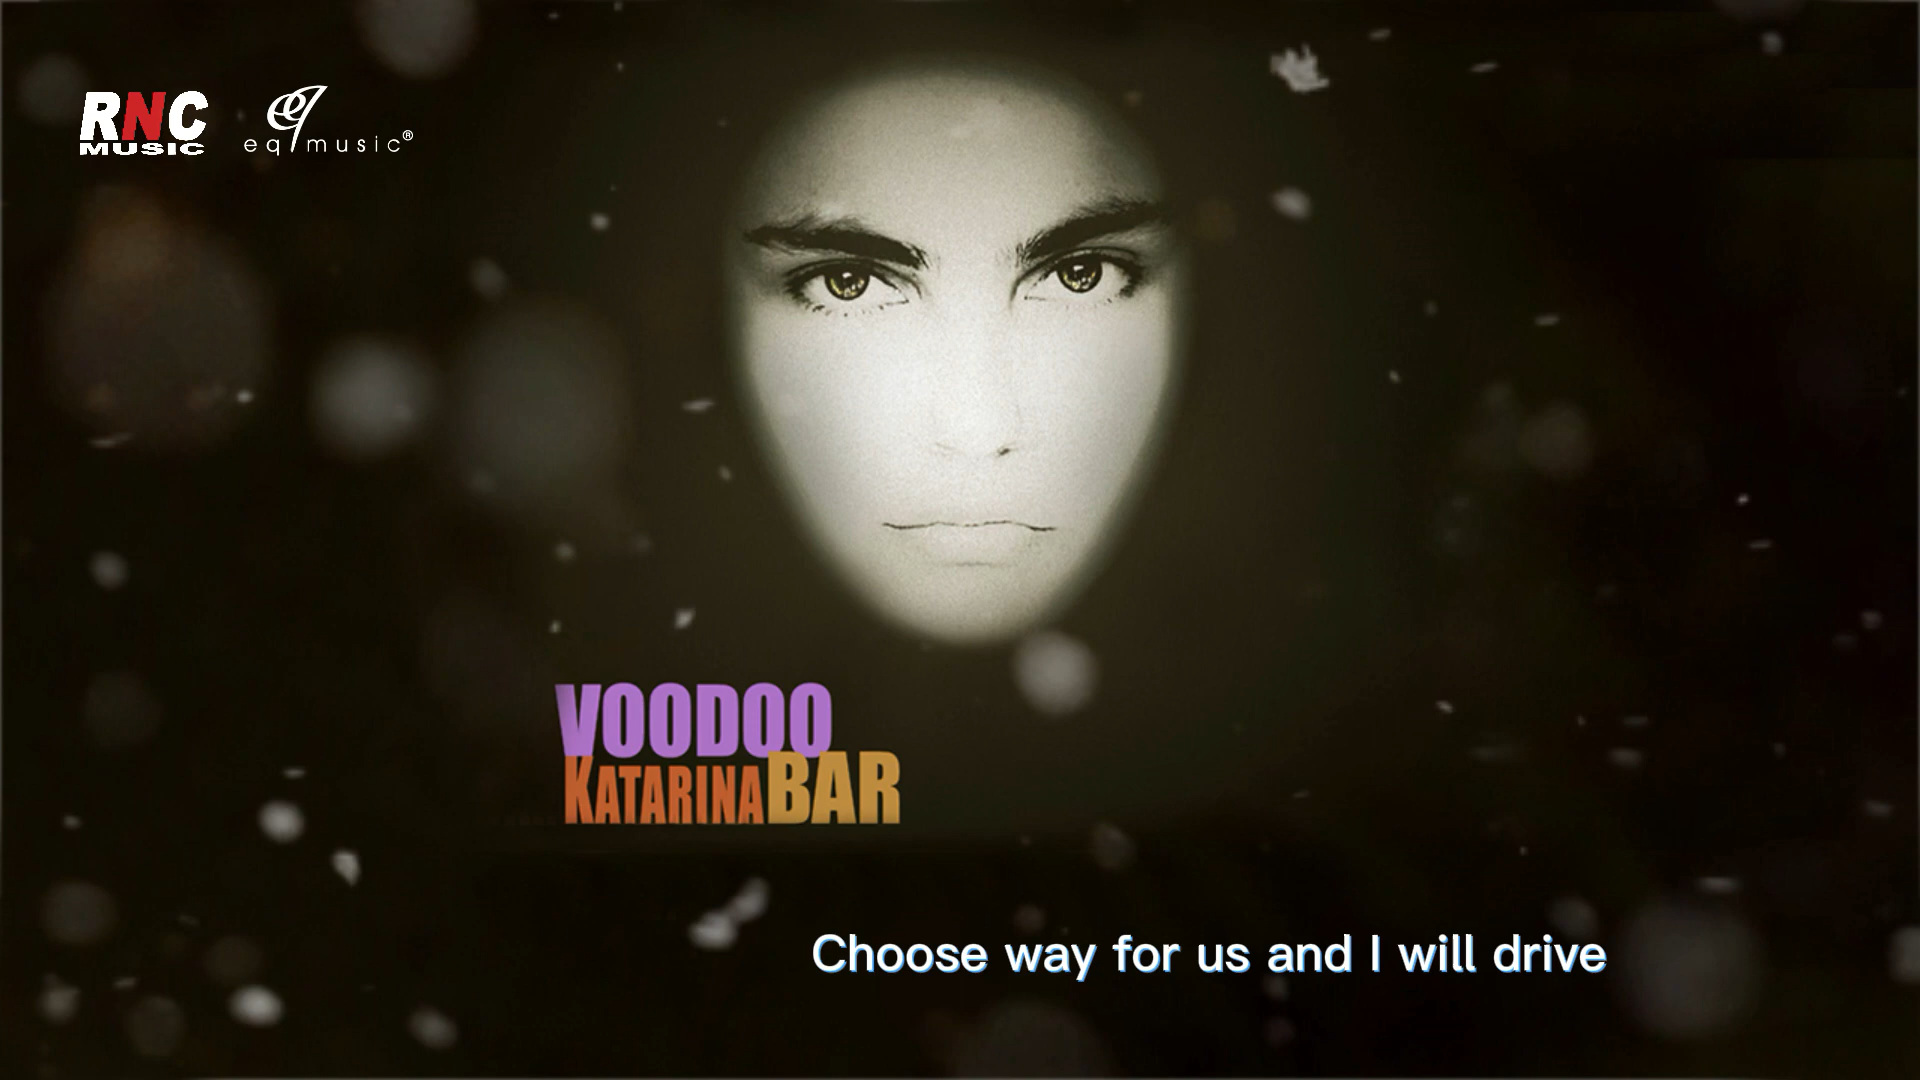 RNC
MUSIC
eq music®
VOODOO
KATARINA BAR
Choose way for us and I will drive